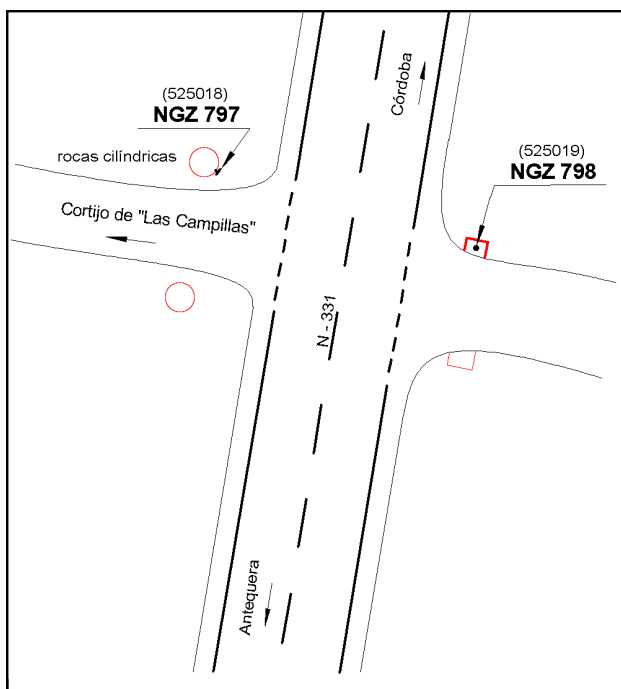 (525018)
NGZ 797
rocas cilíndricas
Córdoba
(525019)
NGZ 798
Cortijo de "Las Campillas"
N - 331
Antequera